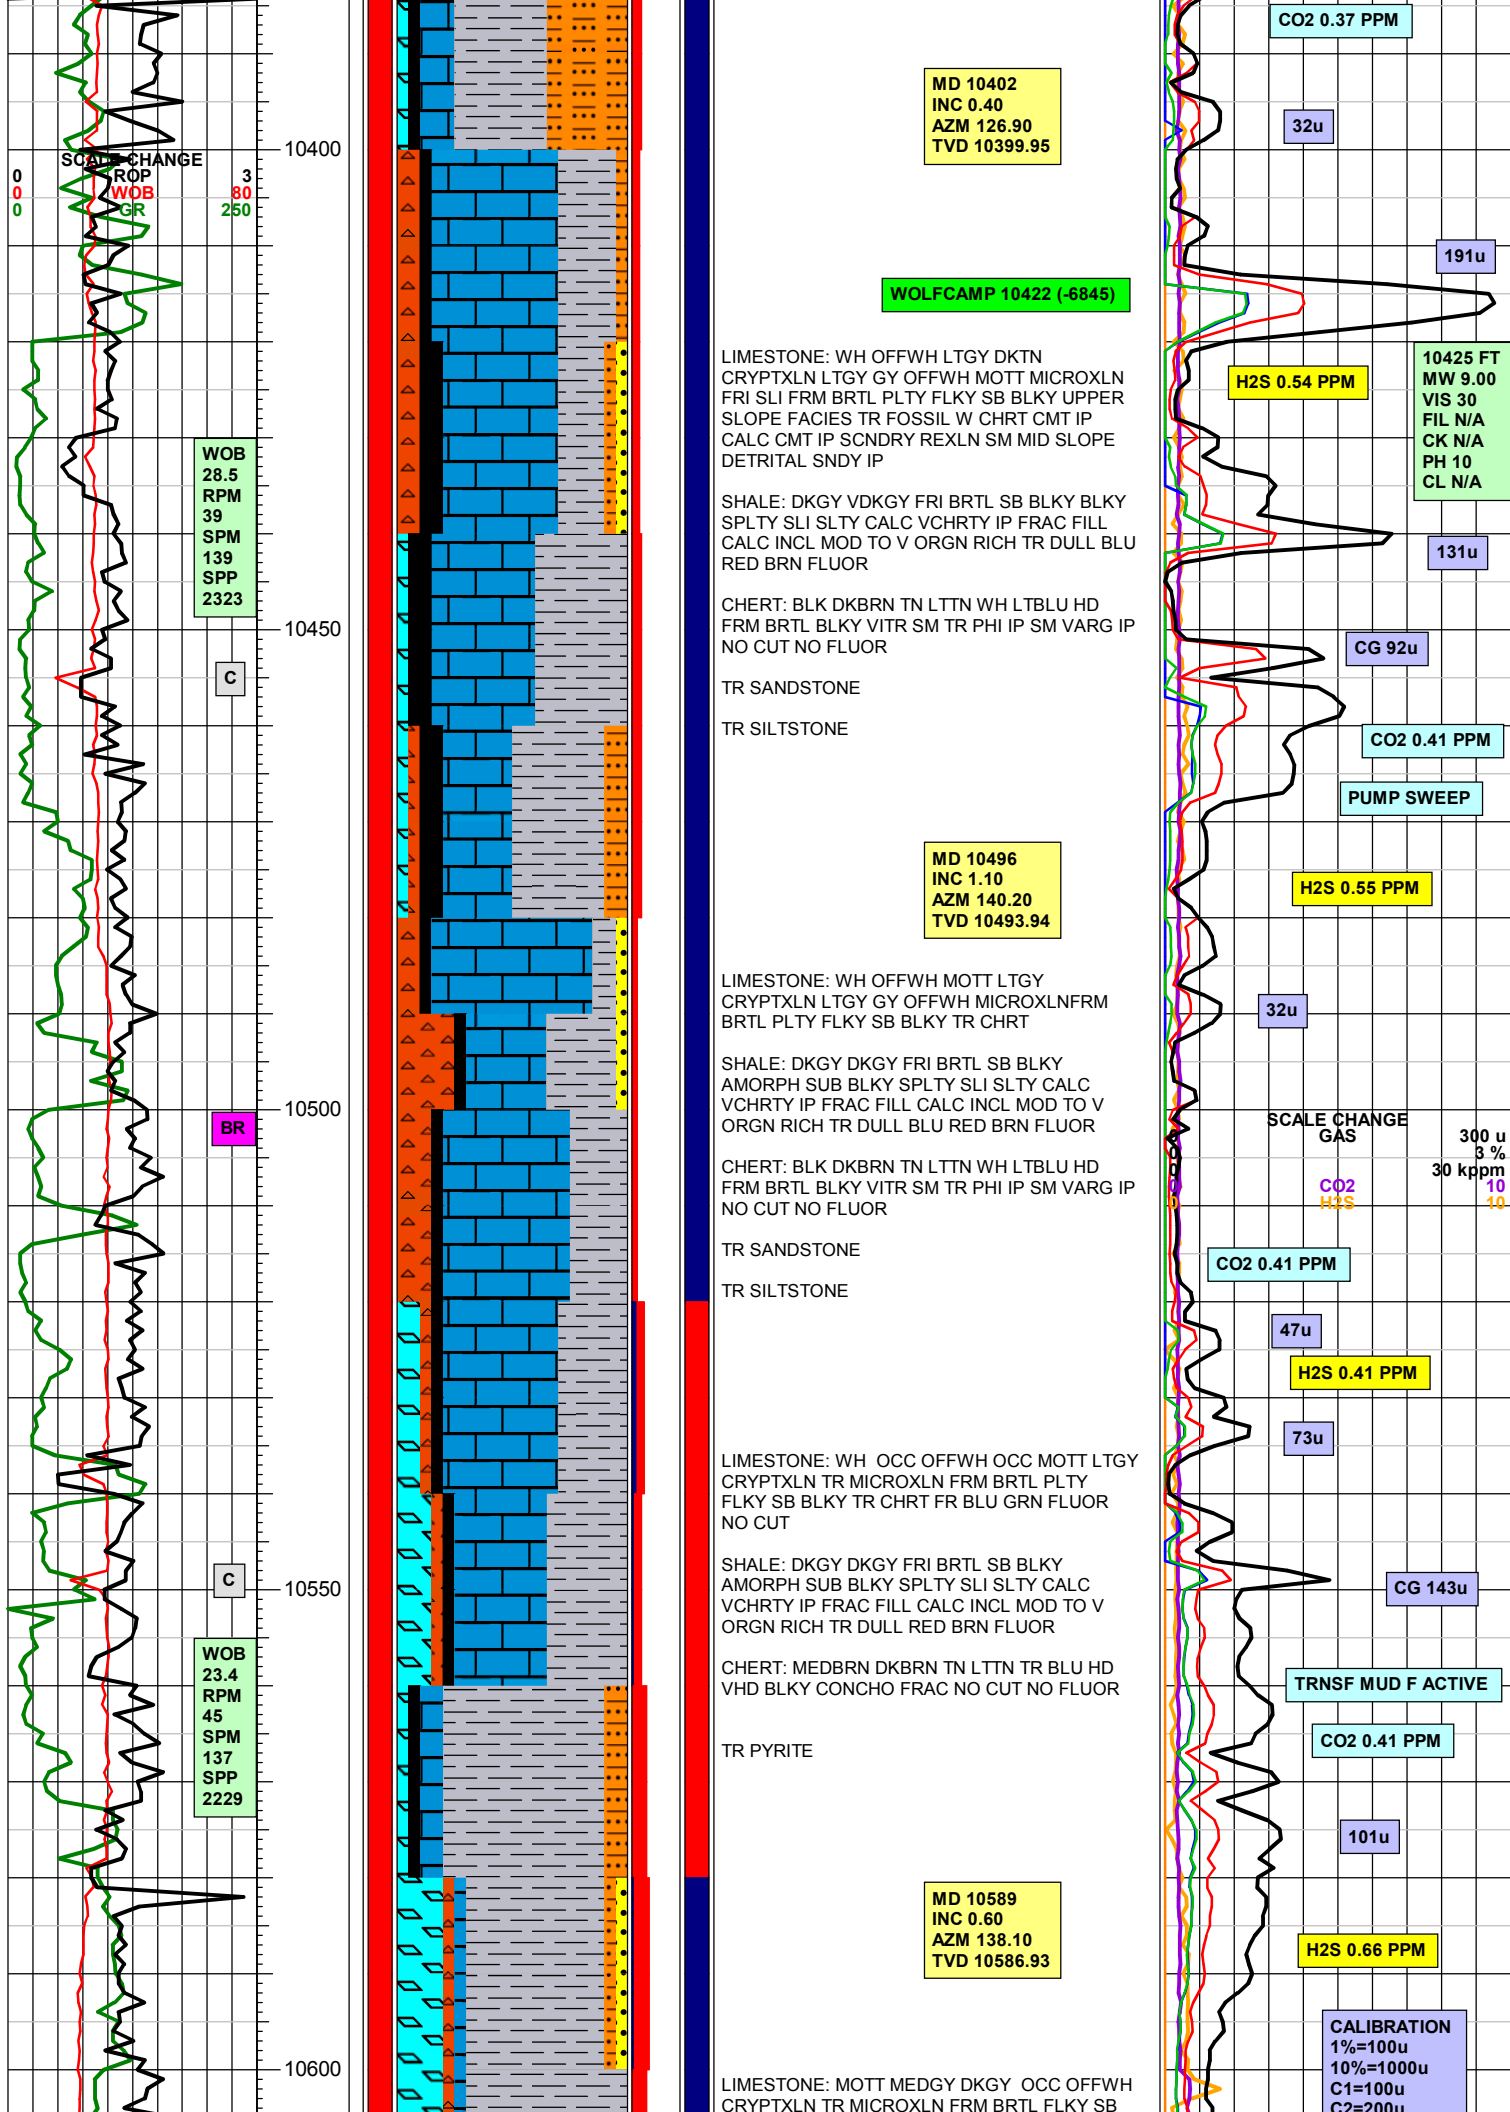 CO2 0.37 PPM
MD 10402
INC 0.40
AZM 126.90
TVD 10399.95
32u
10400
SCALE CHANGE
0 ROP 3
0 WOB 80
0 GR 250
191u
WOLFCAMP 10422 (-6845)
LIMESTONE: WH OFFWH LTGY DKTN
CRYPTXLN LTGY GY OFFWH MOTT MICROXLN
FRI SLI FRM BRTL PLTY FLKY SB BLKY UPPER
SLOPE FACIES TR FOSSIL W CHRT CMT IP
CALC CMT IP SCNDRY REXLN SM MID SLOPE
DETRITAL SNDY IP
H2S 0.54 PPM
10425 FT
MW 9.00
VIS 30
FIL N/A
CK N/A
PH 10
CL N/A
WOB
28.5
RPM
39
SPM
139
SPP
2323
SHALE: DKGY VDKGY FRI BRTL SB BLKY BLKY
SPLTY SLI SLTY CALC VCHRTY IP FRAC FILL
CALC INCL MOD TO V ORGN RICH TR DULL BLU
RED BRN FLUOR
131u
CHERT: BLK DKBRN TN LTTN WH LTBLU HD
FRM BRTL BLKY VITR SM TR PHI IP SM VARG IP
NO CUT NO FLUOR
10450
CG 92u
C
TR SANDSTONE
TR SILTSTONE
CO2 0.41 PPM
PUMP SWEEP
MD 10496
INC 1.10
AZM 140.20
TVD 10493.94
H2S 0.55 PPM
LIMESTONE: WH OFFWH MOTT LTGY
CRYPTXLN LTGY GY OFFWH MICROXLNFRM
BRTL PLTY FLKY SB BLKY TR CHRT
32u
SHALE: DKGY DKGY FRI BRTL SB BLKY
AMORPH SUB BLKY SPLTY SLI SLTY CALC
VCHRTY IP FRAC FILL CALC INCL MOD TO V
ORGN RICH TR DULL BLU RED BRN FLUOR
10500
BR
SCALE CHANGE
0 GAS 300 u
0 3 %
0 30 kppm
0 CO2 10
0 H2S 10
CHERT: BLK DKBRN TN LTTN WH LTBLU HD
FRM BRTL BLKY VITR SM TR PHI IP SM VARG IP
NO CUT NO FLUOR
TR SANDSTONE
CO2 0.41 PPM
TR SILTSTONE
47u
H2S 0.41 PPM
73u
LIMESTONE: WH  OCC OFFWH OCC MOTT LTGY
CRYPTXLN TR MICROXLN FRM BRTL PLTY
FLKY SB BLKY TR CHRT FR BLU GRN FLUOR
NO CUT
SHALE: DKGY DKGY FRI BRTL SB BLKY
AMORPH SUB BLKY SPLTY SLI SLTY CALC
VCHRTY IP FRAC FILL CALC INCL MOD TO V
ORGN RICH TR DULL RED BRN FLUOR
C
10550
CG 143u
WOB
23.4
RPM
45
SPM
137
SPP
2229
CHERT: MEDBRN DKBRN TN LTTN TR BLU HD
VHD BLKY CONCHO FRAC NO CUT NO FLUOR
TRNSF MUD F ACTIVE
CO2 0.41 PPM
TR PYRITE
101u
MD 10589
INC 0.60
AZM 138.10
TVD 10586.93
H2S 0.66 PPM
CALIBRATION
1%=100u
10%=1000u
C1=100u
C2=200u
10600
LIMESTONE: MOTT MEDGY DKGY  OCC OFFWH
CRYPTXLN TR MICROXLN FRM BRTL FLKY SB